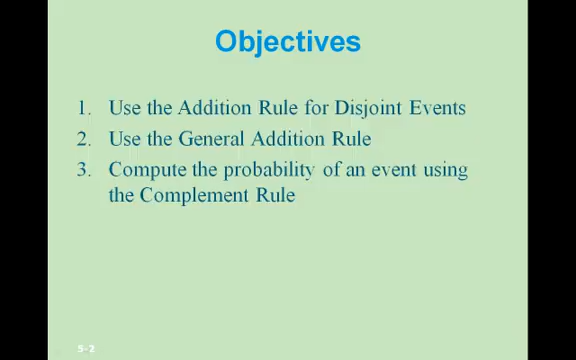 Objectives
1. Use the Addition Rule for Disjoint Events
2. Use the General Addition Rule
3. Compute the probability of an event using
the Complement Rule
5-2